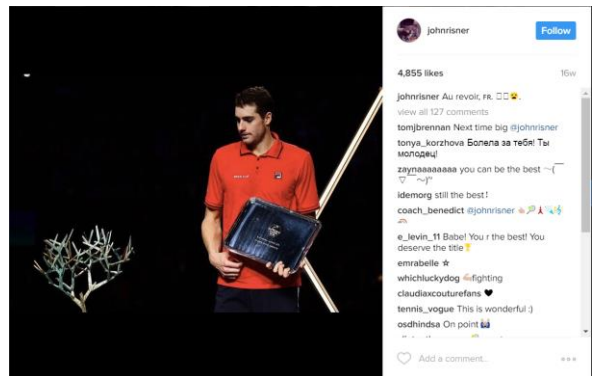 johnrisner
Follow
4,855 likes
16w
johnrisner Au revoir, FR.
view all 127 comments
tomjbrennan Next time big @johnrisner
tonya_korzhova Болела за тебя! Ты
молодец!
zaynaaaaaaaa you can be the best ～(￣
▽￣～)~
idemorg still the best !
coach_benedict @johnrisner
e_levin_11 Babe! You r the best! You
deserve the title
emrabelle ☆
whichluckydog fighting
claudiaxcouturefans ♥
tennis_vogue This is wonderful :)
osdhindsa On point
Add a comment..